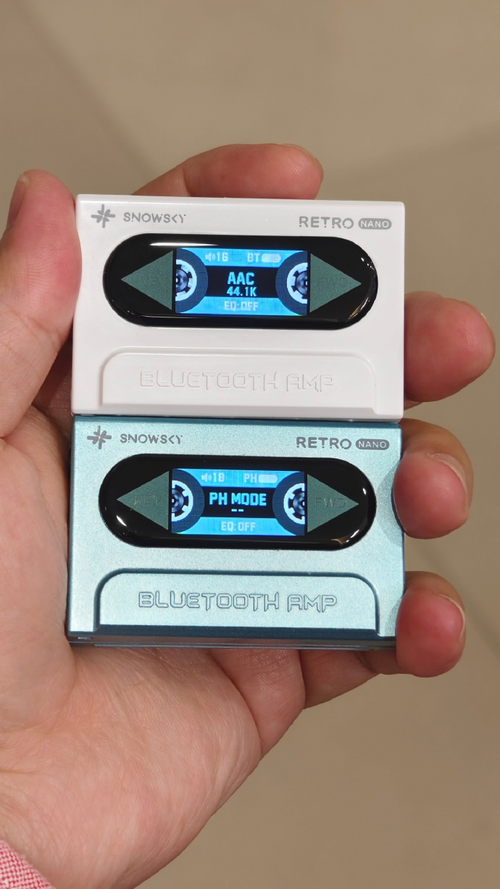 SNOWSKY
RETRO NANO
16 BT
AAC
44.1K
EQ:OFF
BLUETOOTH AMP
SNOWSKY
RETRO NANO
PH
PH MODE
--
EQ:OFF
FWD
BLUETOOTH AMP